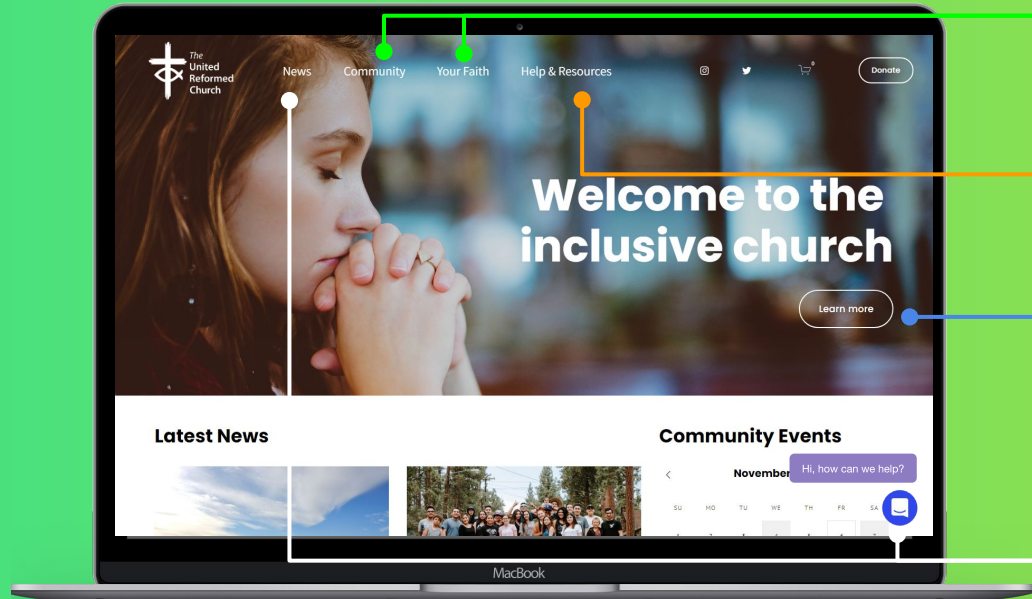 The
United
Reformed
Church
News
Community
Your Faith
Help & Resources
0
Donate
Welcome to the
inclusive church
Learn more
Latest News
Community Events
November
Hi, how can we help?
SU MO TU WE TH FR SA
MacBook